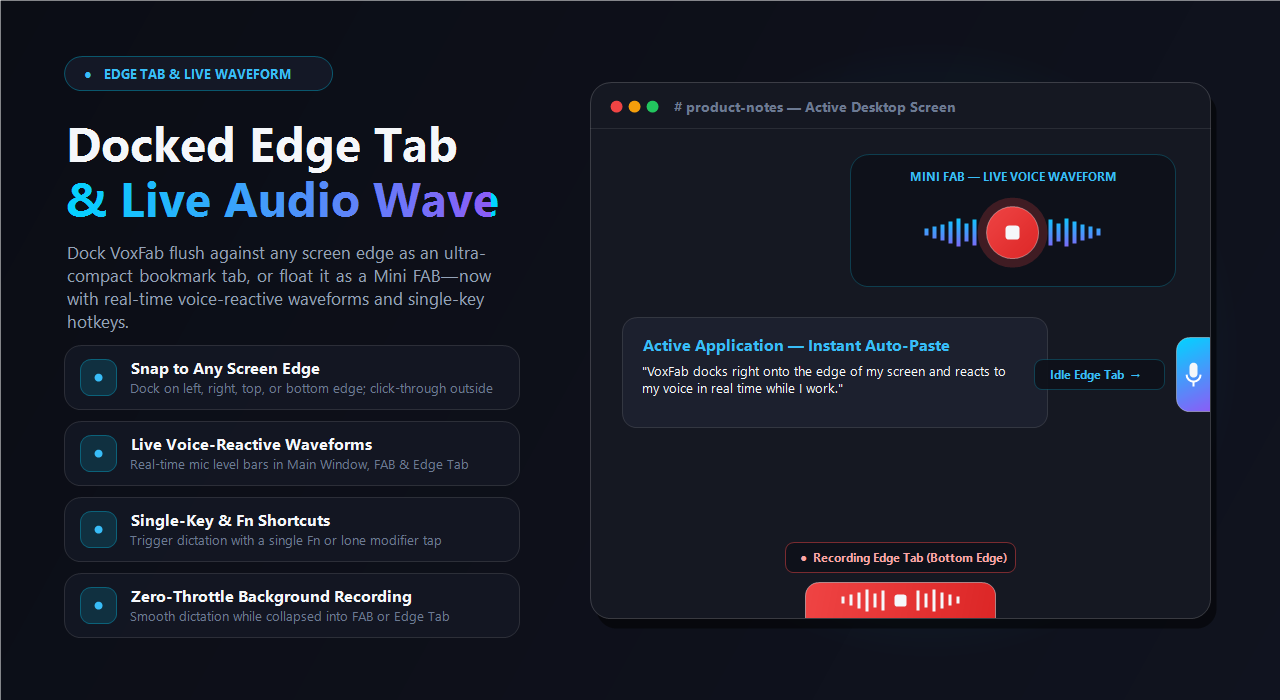 ● EDGE TAB & LIVE WAVEFORM
Docked Edge Tab
& Live Audio Wave
Dock VoxFab flush against any screen edge as an ultra-
compact bookmark tab, or float it as a Mini FAB—now
with real-time voice-reactive waveforms and single-key
hotkeys.
Snap to Any Screen Edge
Dock on left, right, top, or bottom edge; click-through outside
Live Voice-Reactive Waveforms
Real-time mic level bars in Main Window, FAB & Edge Tab
Single-Key & Fn Shortcuts
Trigger dictation with a single Fn or lone modifier tap
Zero-Throttle Background Recording
Smooth dictation while collapsed into FAB or Edge Tab
# product-notes — Active Desktop Screen
MINI FAB — LIVE VOICE WAVEFORM
Active Application — Instant Auto-Paste
"VoxFab docks right onto the edge of my screen and reacts to
my voice in real time while I work."
Idle Edge Tab →
● Recording Edge Tab (Bottom Edge)